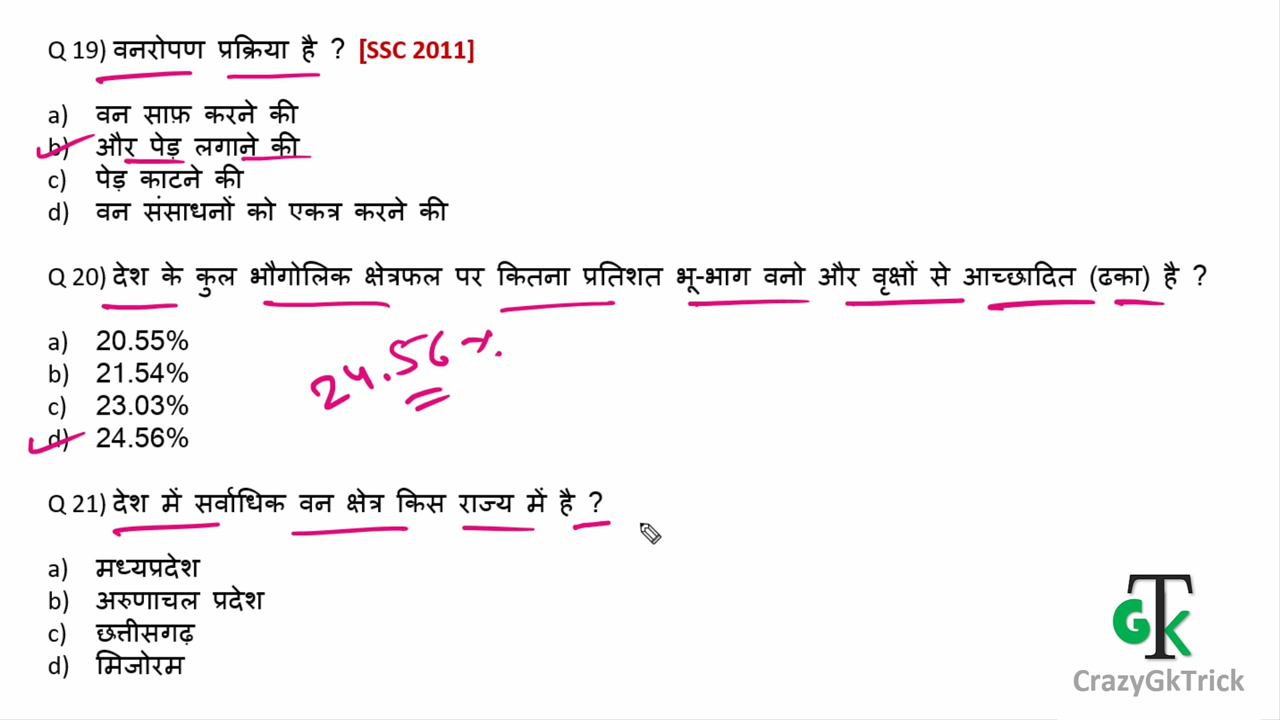 Q 19) वनरोपण प्रक्रिया है ? [SSC 2011]
a) वन साफ़ करने की
b) और पेड़ लगाने की
c) पेड़ काटने की
d) वन संसाधनों को एकत्र करने की
Q 20) देश के कुल भौगोलिक क्षेत्रफल पर कितना प्रतिशत भू-भाग वनो और वृक्षों से आच्छादित (ढका) है ?
a) 20.55%
b) 21.54%
c) 23.03%
d) 24.56%
24.56%
Q 21) देश में सर्वाधिक वन क्षेत्र किस राज्य में है ?
a) मध्यप्रदेश
b) अरुणाचल प्रदेश
c) छत्तीसगढ़
d) मिजोरम
GTK
CrazyGkTrick